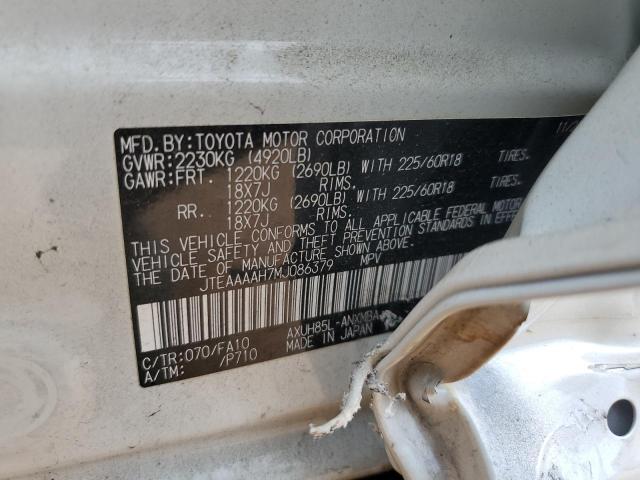 MFD.BY:TOYOTA MOTOR CORPORATION 11/2
GVWR:2230KG (4920LB)
GAWR:FRT. 1220KG (2690LB) WITH 225/60R18 TIRES.
18X7J RIMS.
RR. 1220KG (2690LB) WITH 225/60R18 TIRES.
18X7J RIMS.
THIS VEHICLE CONFORMS TO ALL APPLICABLE FEDERAL MOTOR
VEHICLE SAFETY AND THEFT PREVENTION STANDARDS IN EFFE
THE DATE OF MANUFACTURE SHOWN ABOVE.
JTEAAAAH7MJ086379 MPV
C/TR:070/FA10 AXUH85L-ANXMBA
A/TM: /P710 MADE IN JAPAN